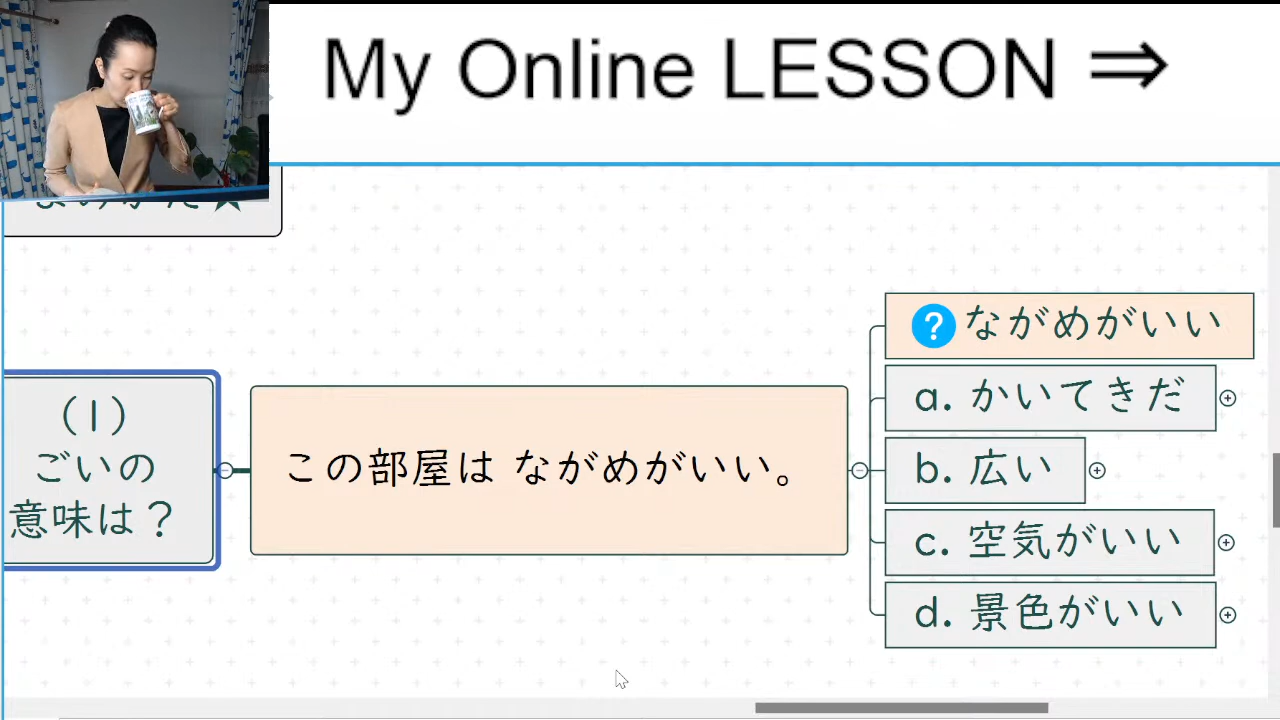 My Online LESSON ⇒
(1)
ごいの
意味は？
この部屋は ながめがいい。
? ながめがいい
a. かいてきだ
b. 広い
c. 空気がいい
d. 景色がいい